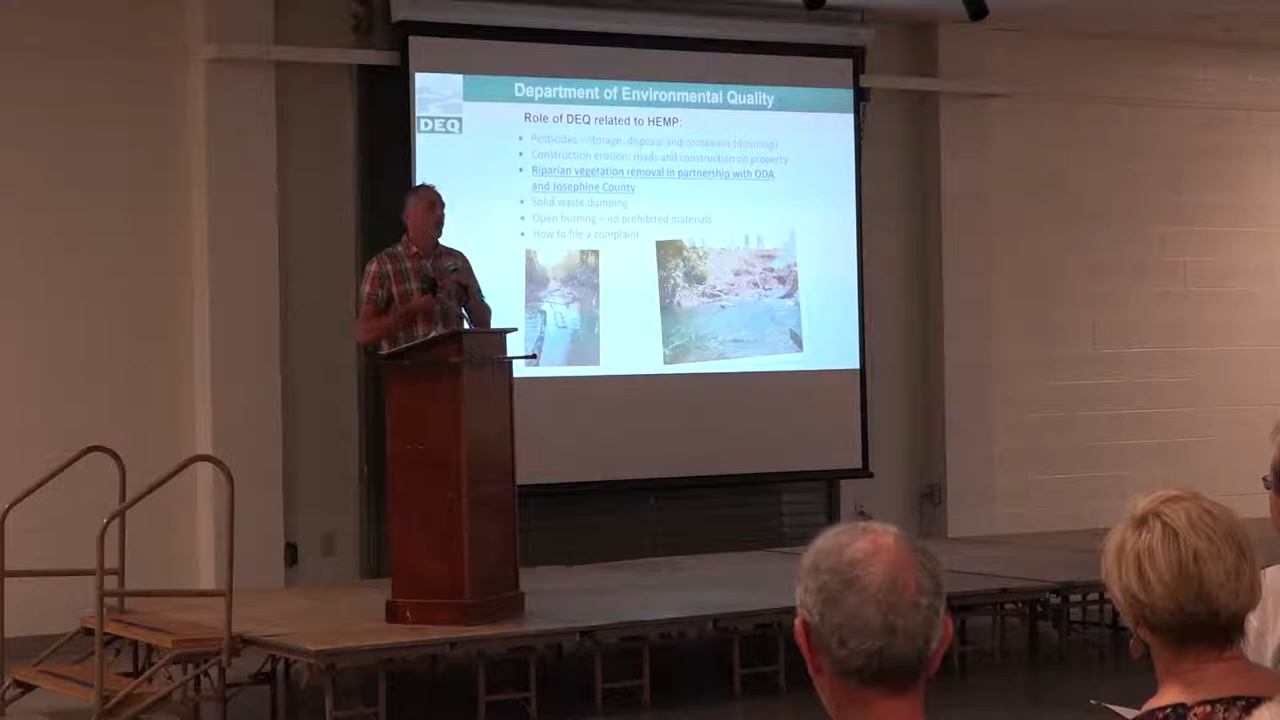 Department of Environmental Quality
DEQ
Role of DEQ related to HEMP:
• Pesticides – storage, disposal and containers (dumping)
• Construction erosion: roads and construction on property
• Riparian vegetation removal in partnership with ODA
and Josephine County
• Solid waste dumping
• Open burning – no prohibited materials
• How to file a complaint